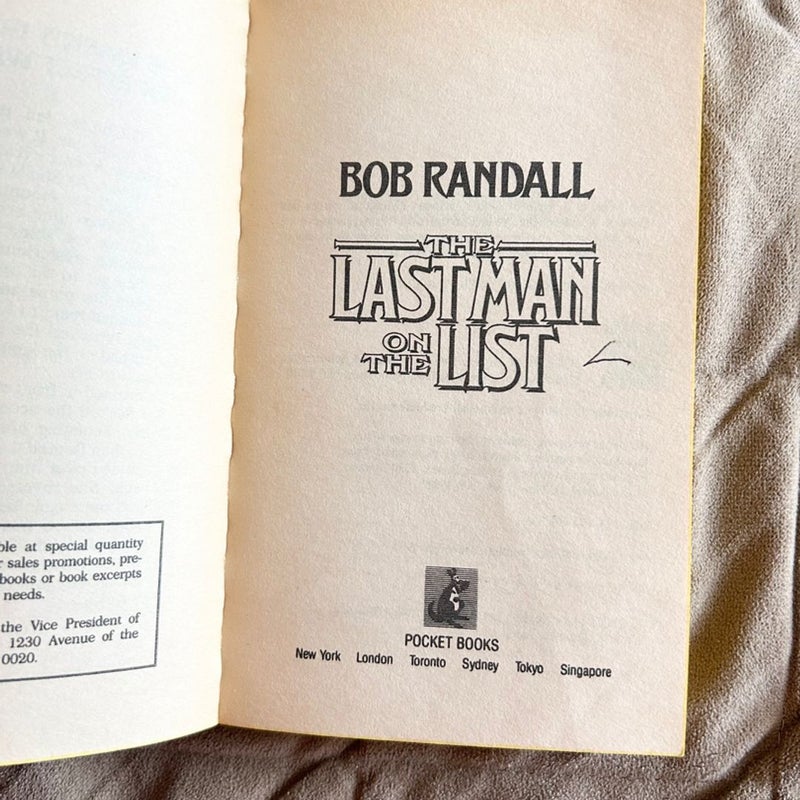 ble at special quantity
sales promotions, pre-
books or book excerpts
needs.
the Vice President of
1230 Avenue of the
0020.
BOB RANDALL
THE
LAST MAN
ON
THE LIST
POCKET BOOKS
New York London Toronto Sydney Tokyo Singapore